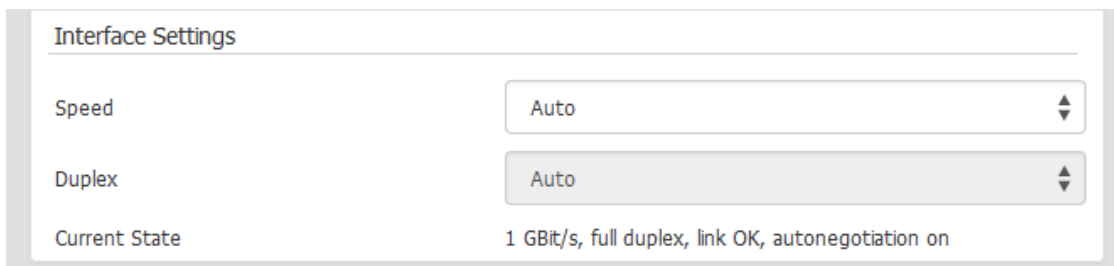 Interface Settings
Speed Auto
Duplex Auto
Current State 1 GBit/s, full duplex, link OK, autonegotiation on